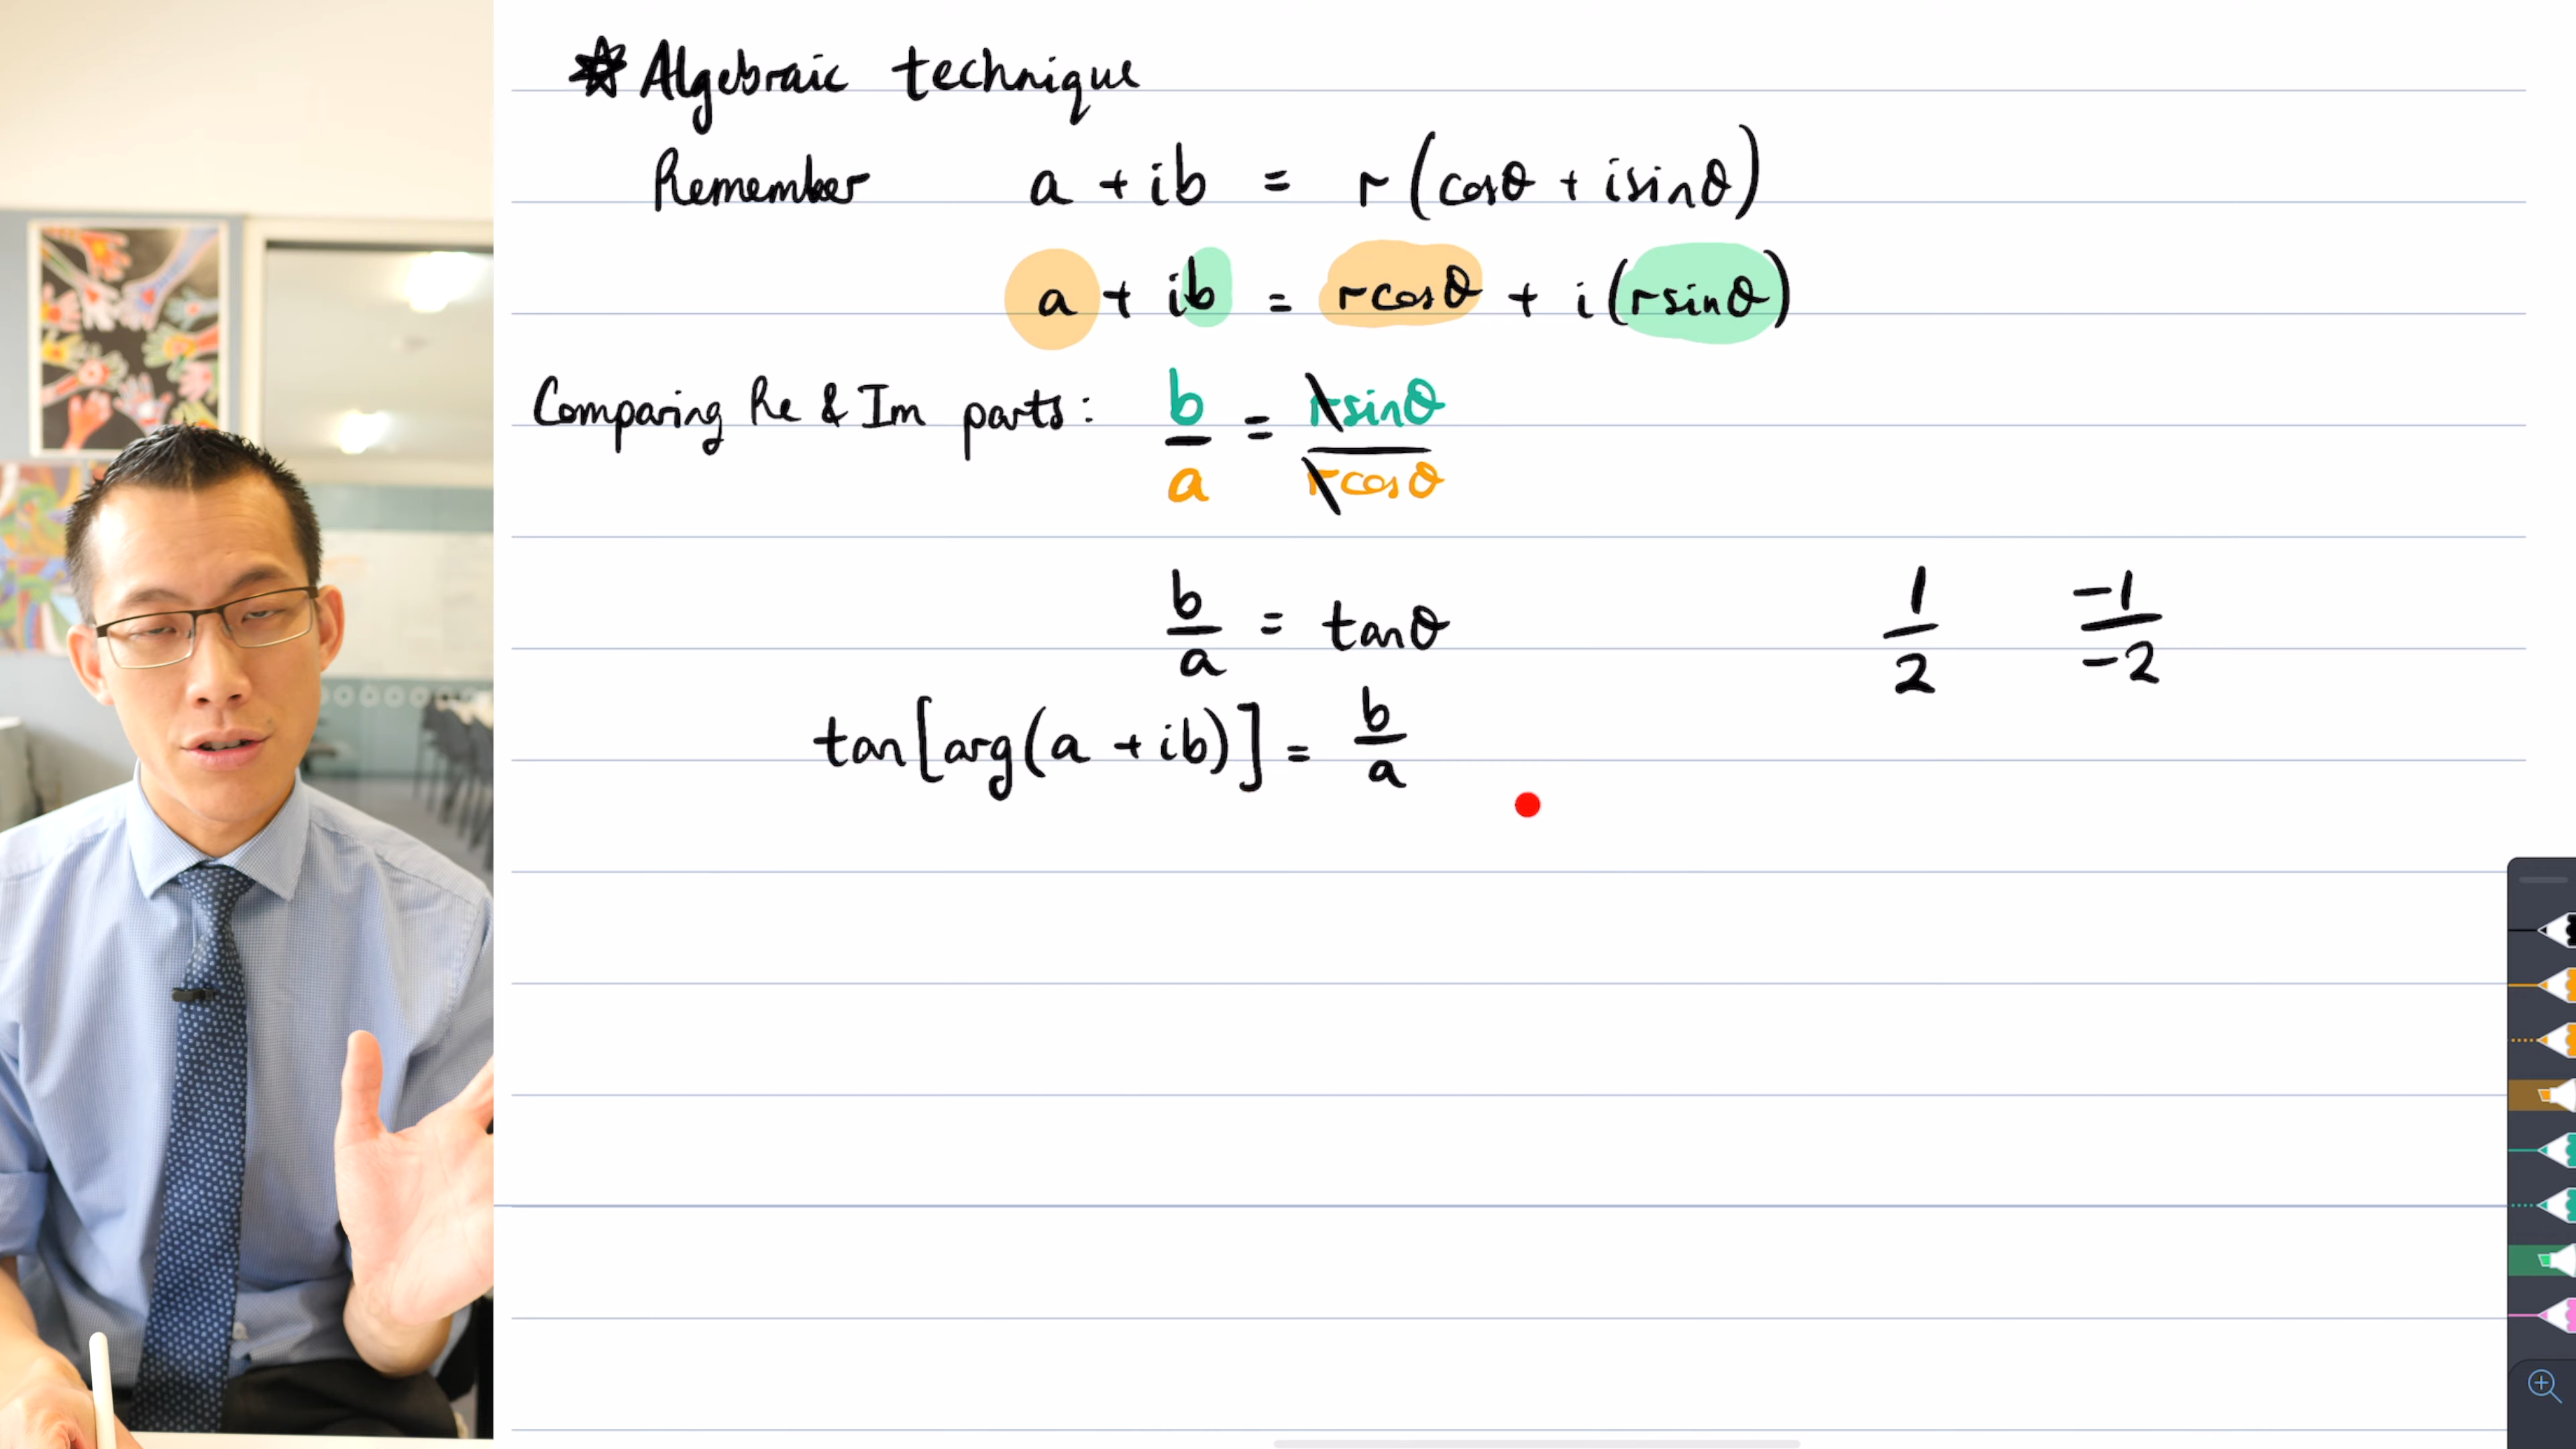 * Algebraic technique
Remember a + ib = r(cosθ + isinθ)
a + ib = rcosθ + i(rsinθ)
Comparing Re & Im parts: b/a = rsinθ/rcosθ
b/a = tanθ 1/2 -1/-2
tan[arg(a + ib)] = b/a